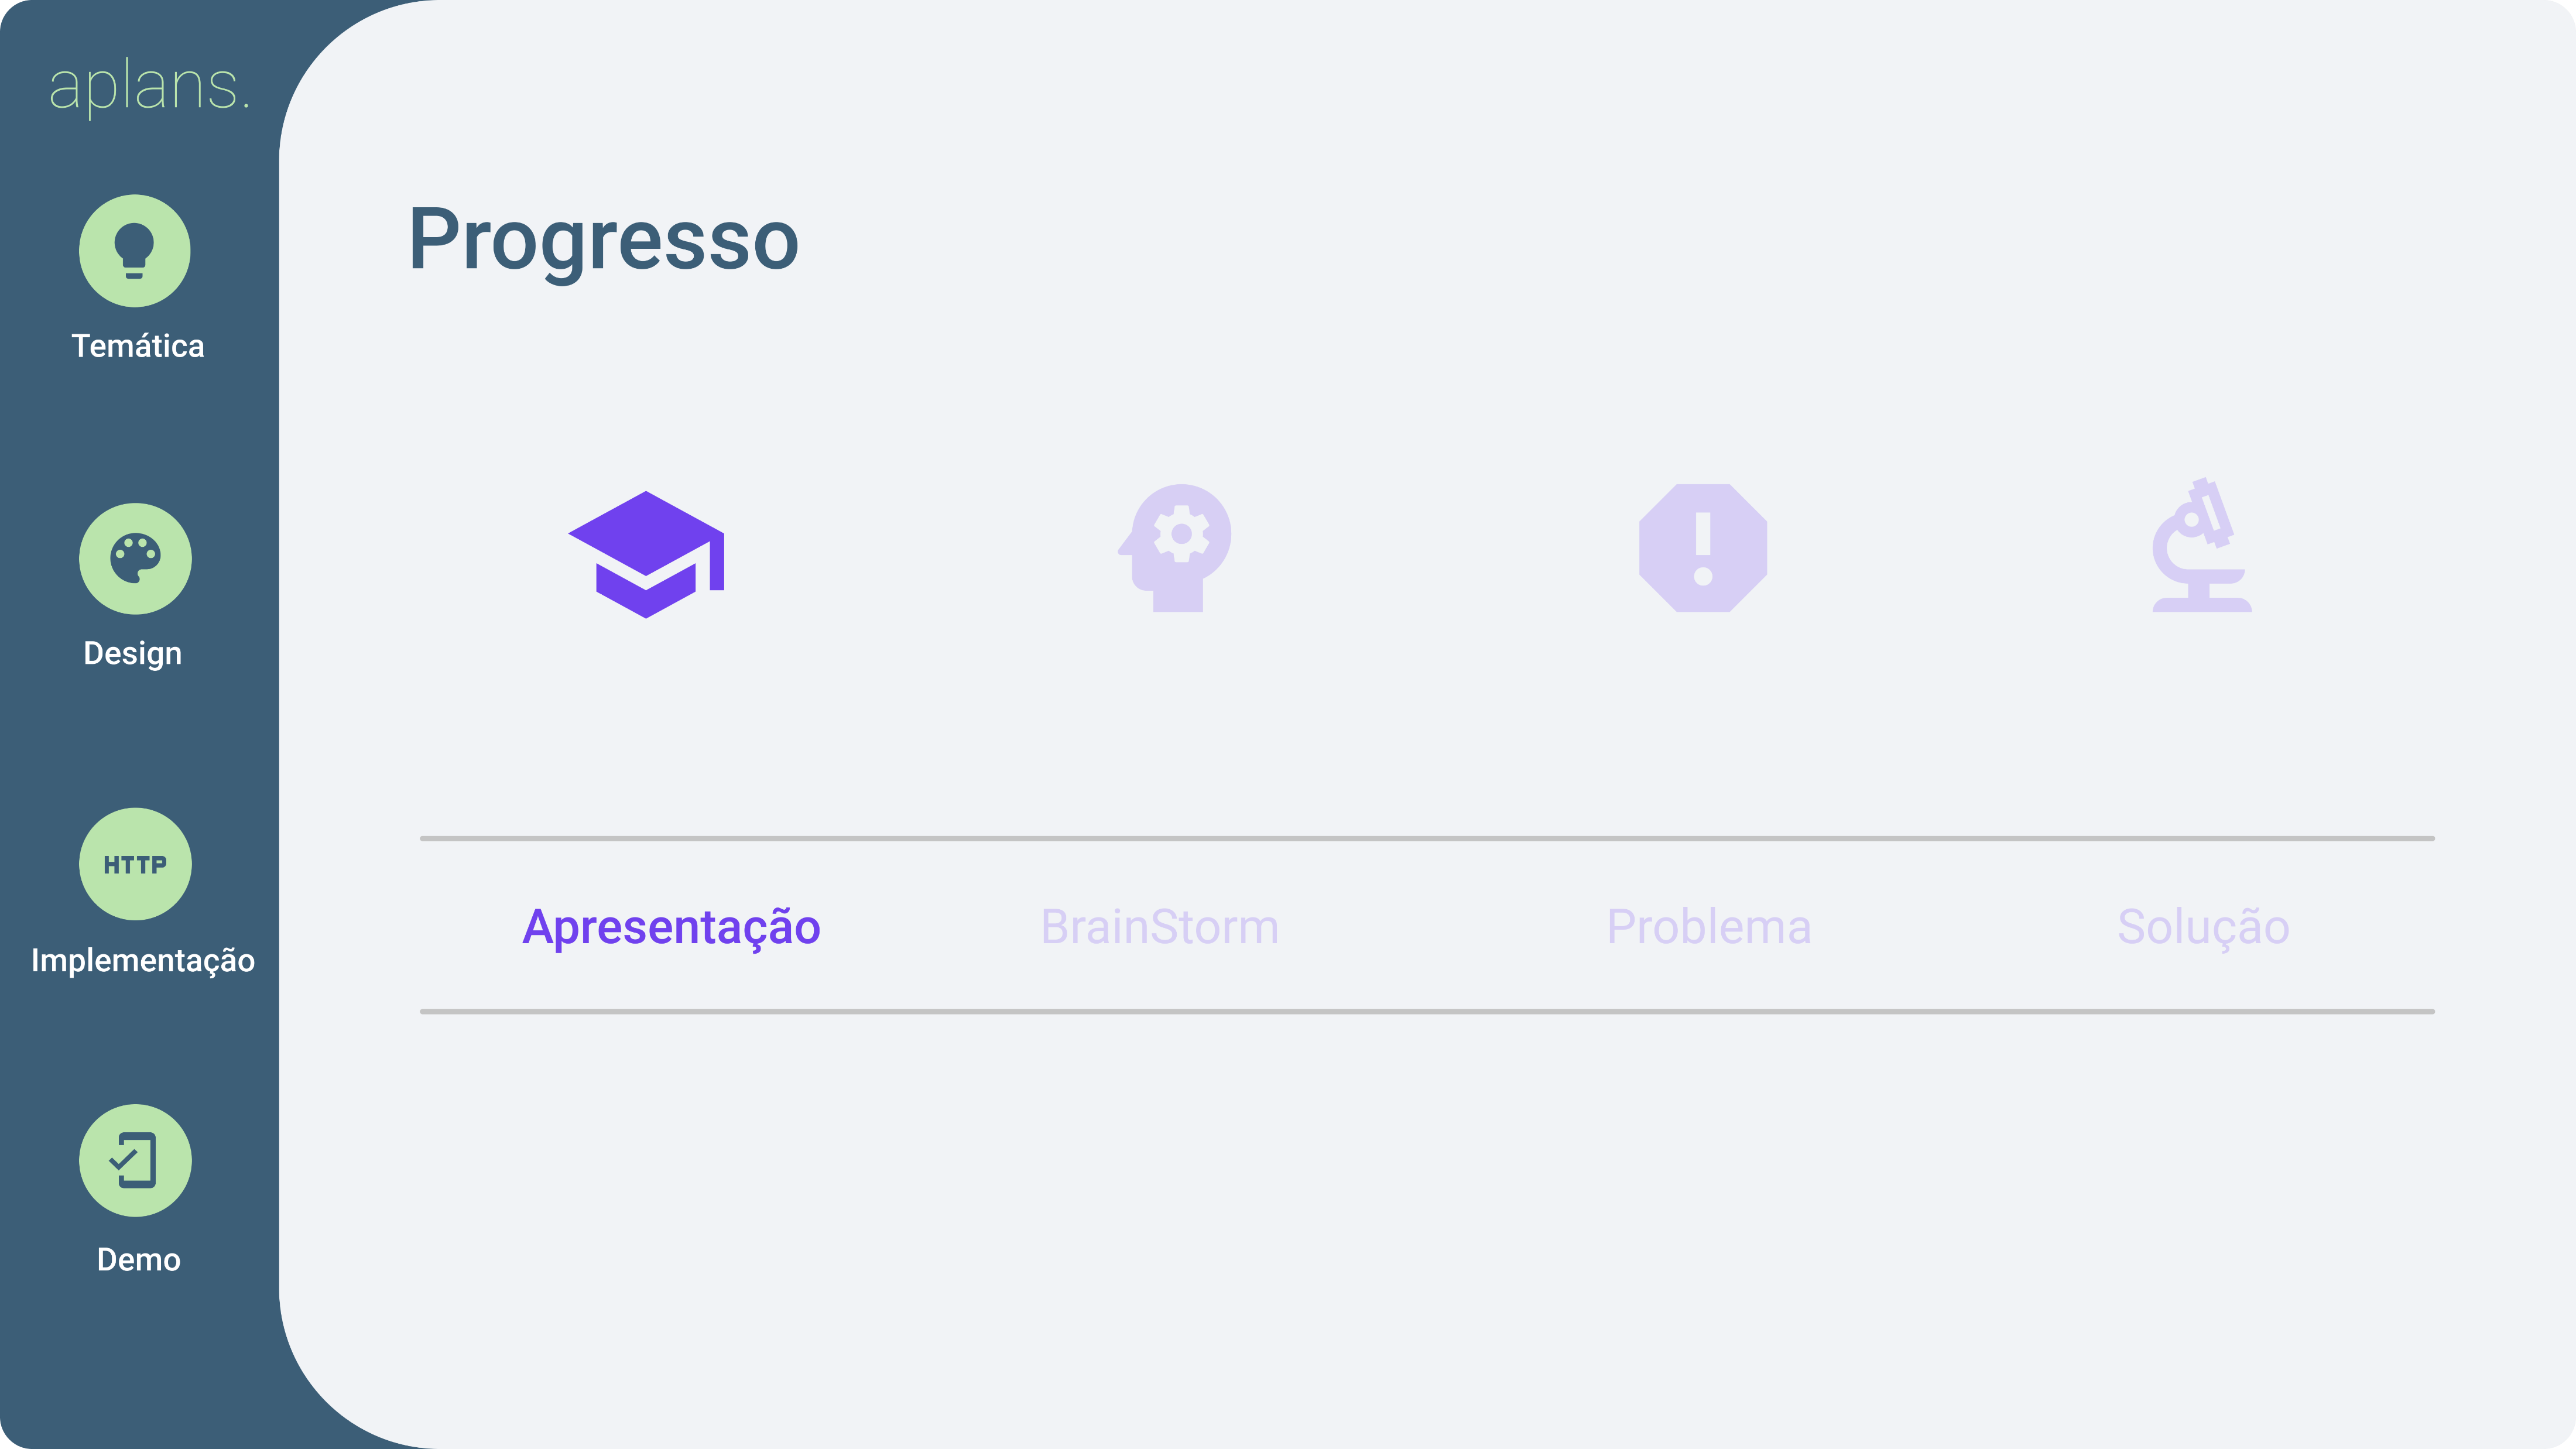 aplans.
Temática
Design
HTTP
Implementação
Demo
Progresso
Apresentação
BrainStorm
Problema
Solução